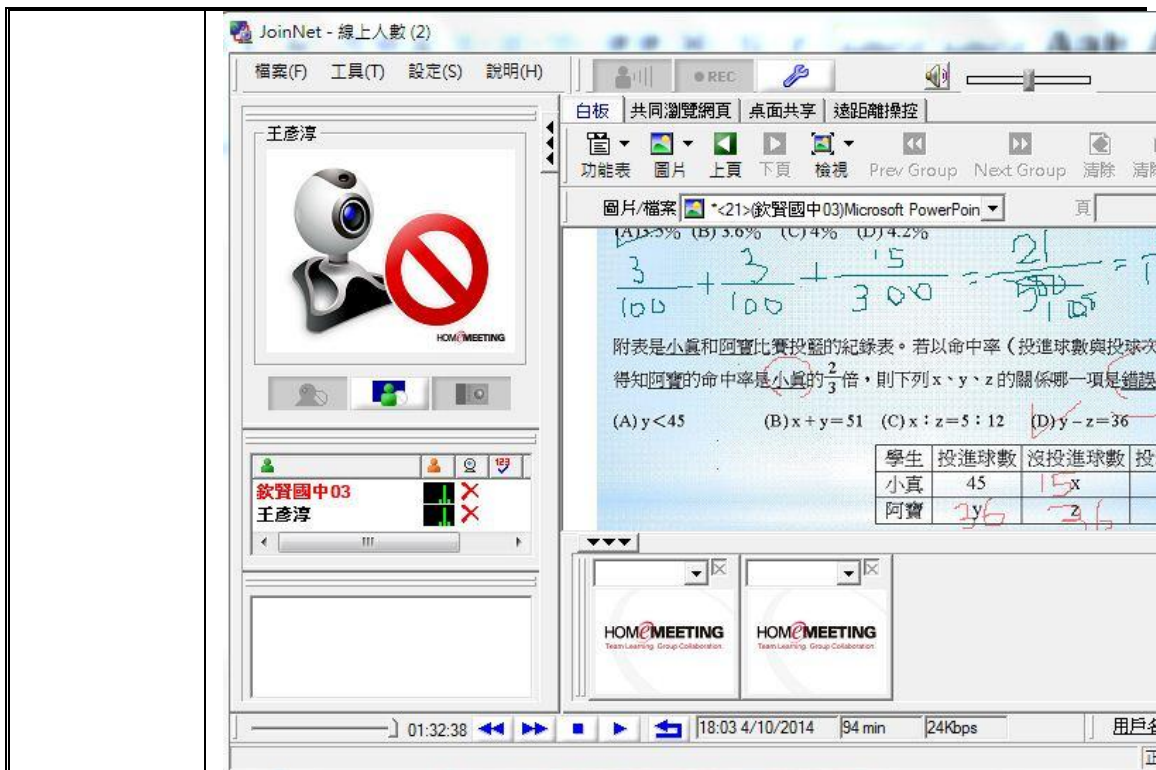 JoinNet - 線上人數 (2)
檔案(F) 工具(T) 設定(S) 說明(H)
REC
白板 共同瀏覽網頁 桌面共享 遠距離操控
王彥淳
功能表 圖片 上頁 下頁 檢視 Prev Group Next Group 清除 清除
圖片/檔案 *<21>(欽賢國中03)Microsoft PowerPoin 頁
(A)3.5% (B) 3.6% (C) 4% (D) 4.2%
3/100 + 3/100 + 15/300 = 21/500 =
105
HOMEMEETING
附表是小真和阿寶比賽投籃的紀錄表。若以命中率(投進球數與投球次
得知阿寶的命中率是小真的 2/3 倍,則下列 x、y、z 的關係哪一項是錯誤
(A) y<45 (B) x+y=51 (C) x:z=5:12 (D) y-z=36
學生 投進球數 沒投進球數 投
小真 45 15 x
阿寶 36 y 36 z
123
欽賢國中03
王彥淳
HOMEMEETING HOMEMEETING
Team Learning. Group Collaboration. Team Learning. Group Collaboration.
01:32:38 18:03 4/10/2014 94 min 24Kbps 用戶名
正